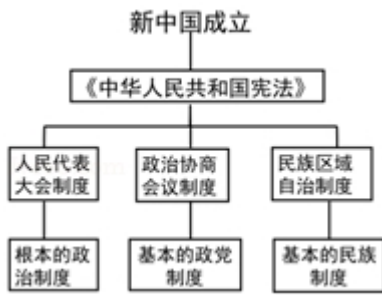 新中国成立
《中华人民共和国宪法》
人民代表
大会制度
政治协商
会议制度
民族区域
自治制度
根本的政
治制度
基本的政党
制度
基本的民族
制度